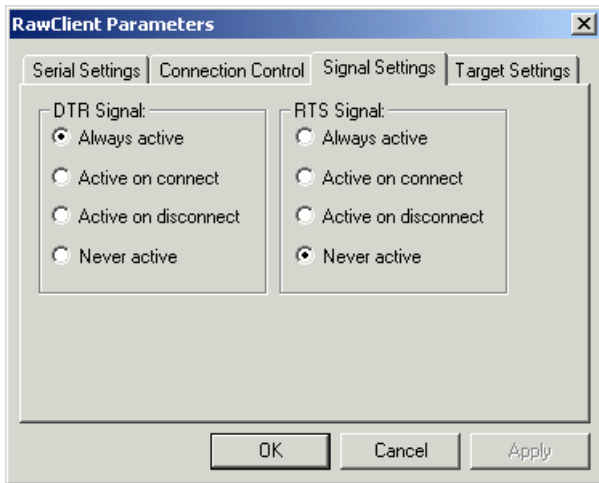 RawClient Parameters
Serial Settings Connection Control Signal Settings Target Settings
DTR Signal: RTS Signal:
Always active Always active
Active on connect Active on connect
Active on disconnect Active on disconnect
Never active Never active
OK Cancel Apply